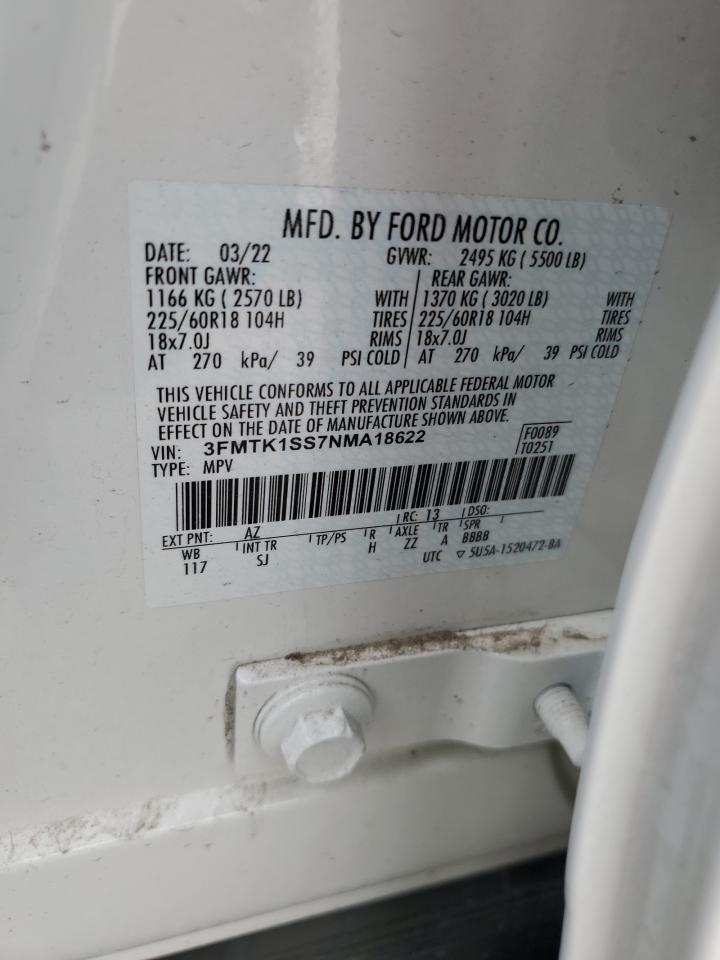 MFD. BY FORD MOTOR CO.
DATE: 03/22 GVWR: 2495 KG ( 5500 LB)
FRONT GAWR: REAR GAWR:
1166 KG ( 2570 LB) WITH 1370 KG ( 3020 LB) WITH
225/60R18 104H TIRES 225/60R18 104H TIRES
18x7.0J RIMS 18x7.0J RIMS
AT 270 kPa/ 39 PSI COLD AT 270 kPa/ 39 PSI COLD
THIS VEHICLE CONFORMS TO ALL APPLICABLE FEDERAL MOTOR
VEHICLE SAFETY AND THEFT PREVENTION STANDARDS IN
EFFECT ON THE DATE OF MANUFACTURE SHOWN ABOVE.
VIN: 3FMTK1SS7NMA18622 F0089
TYPE: MPV T0251
EXT PNT: AZ RC: 13 DSO:
WB INT TR TP/PS R AXLE TR SPR
117 SJ H ZZ A BBBB
UTC ▽ 5U5A-1520472-BA